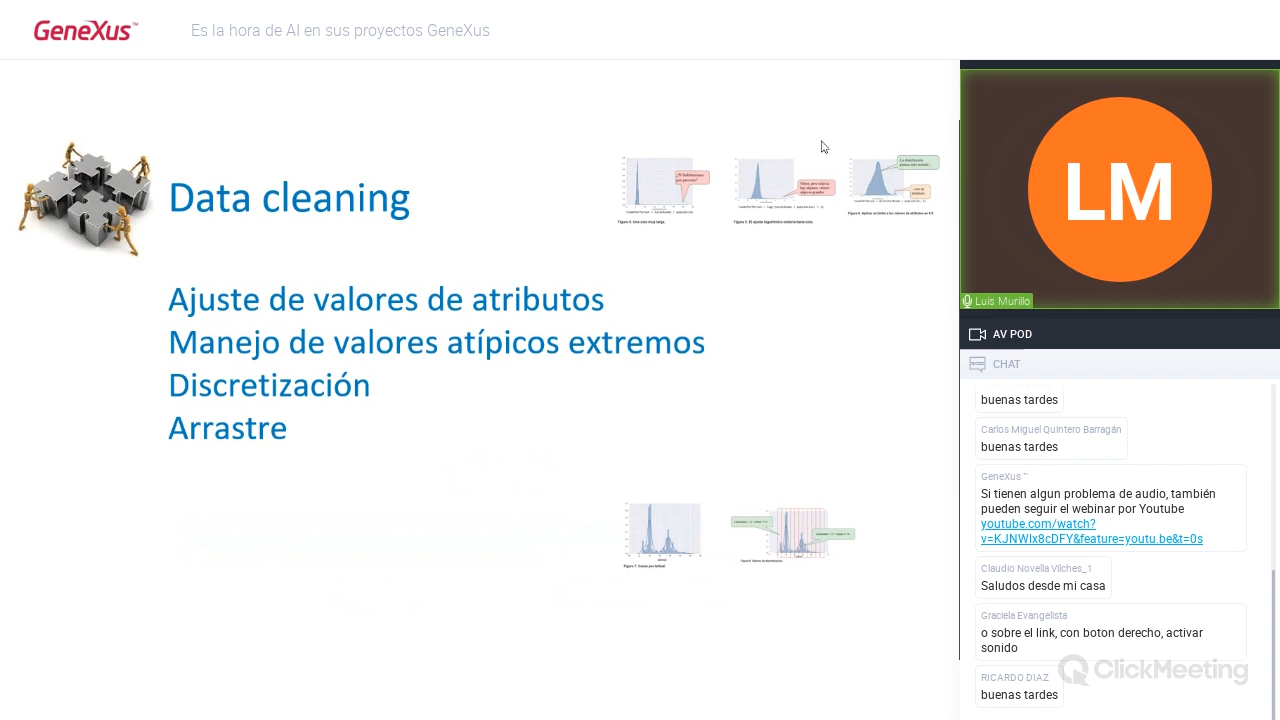 GeneXus™
Es la hora de AI en sus proyectos GeneXus
Data cleaning
Ajuste de valores de atributos
Manejo de valores atípicos extremos
Discretización
Arrastre
LM
Luis Murillo
AV POD
CHAT
buenas tardes
Carlos Miguel Quintero Barragán
buenas tardes
GeneXus ™
Si tienen algun problema de audio, también
pueden seguir el webinar por Youtube
youtube.com/watch?
v=KJNWIx8cDFY&feature=youtu.be&t=0s
Claudio Novella Vilches_1
Saludos desde mi casa
Graciela Evangelista
o sobre el link, con boton derecho, activar
sonido
RICARDO DIAZ
buenas tardes
ClickMeeting